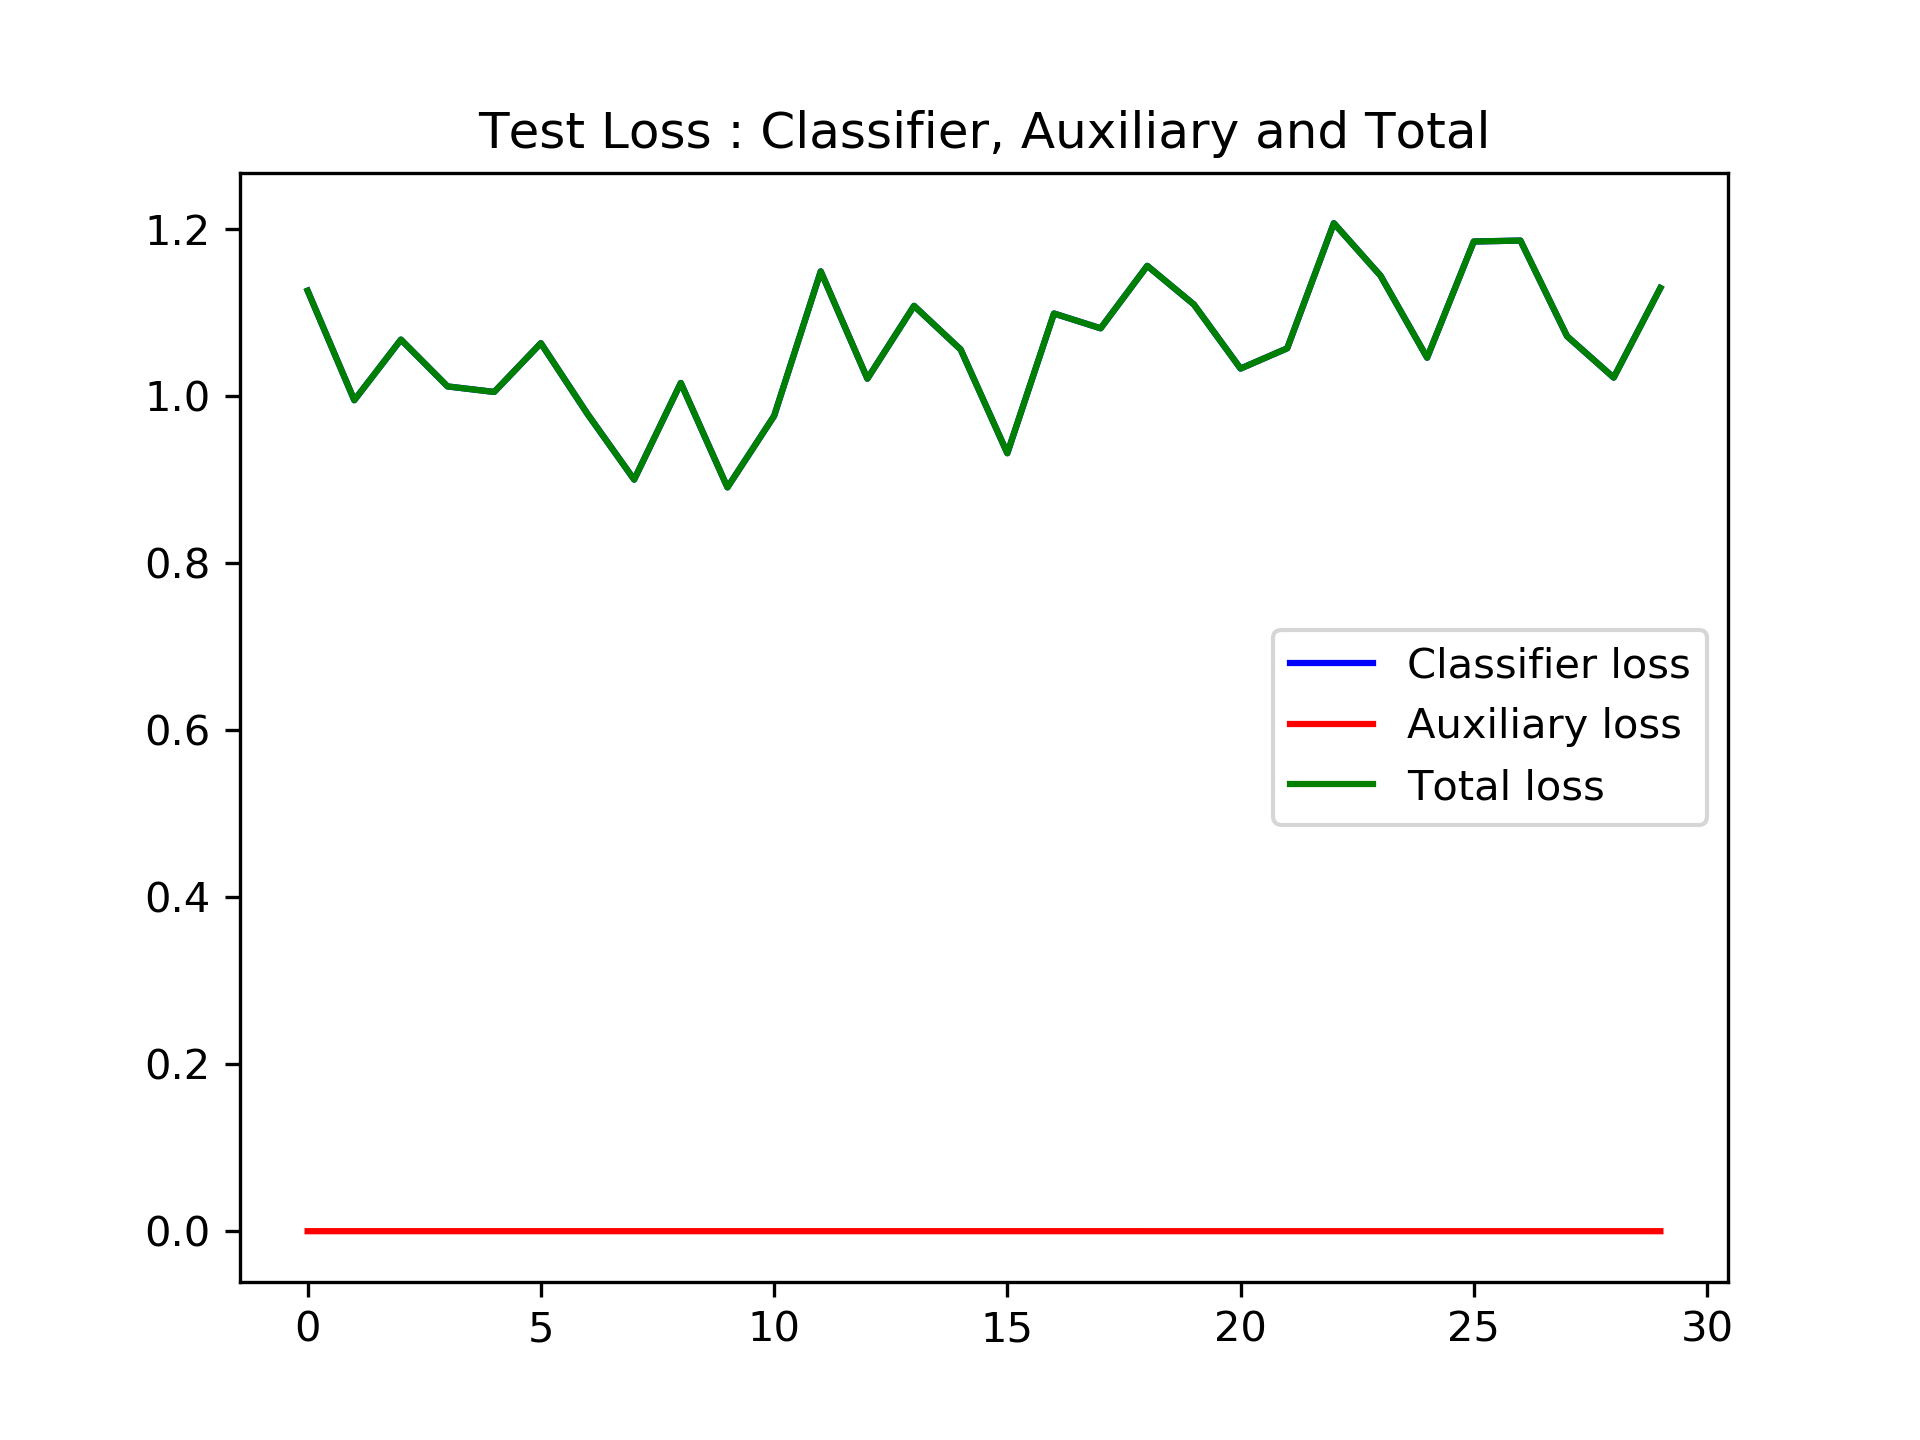 Test Loss : Classifier, Auxiliary and Total
1.2
1.0
0.8
0.6
0.4
0.2
0.0
Classifier loss
Auxiliary loss
Total loss
0 5 10 15 20 25 30